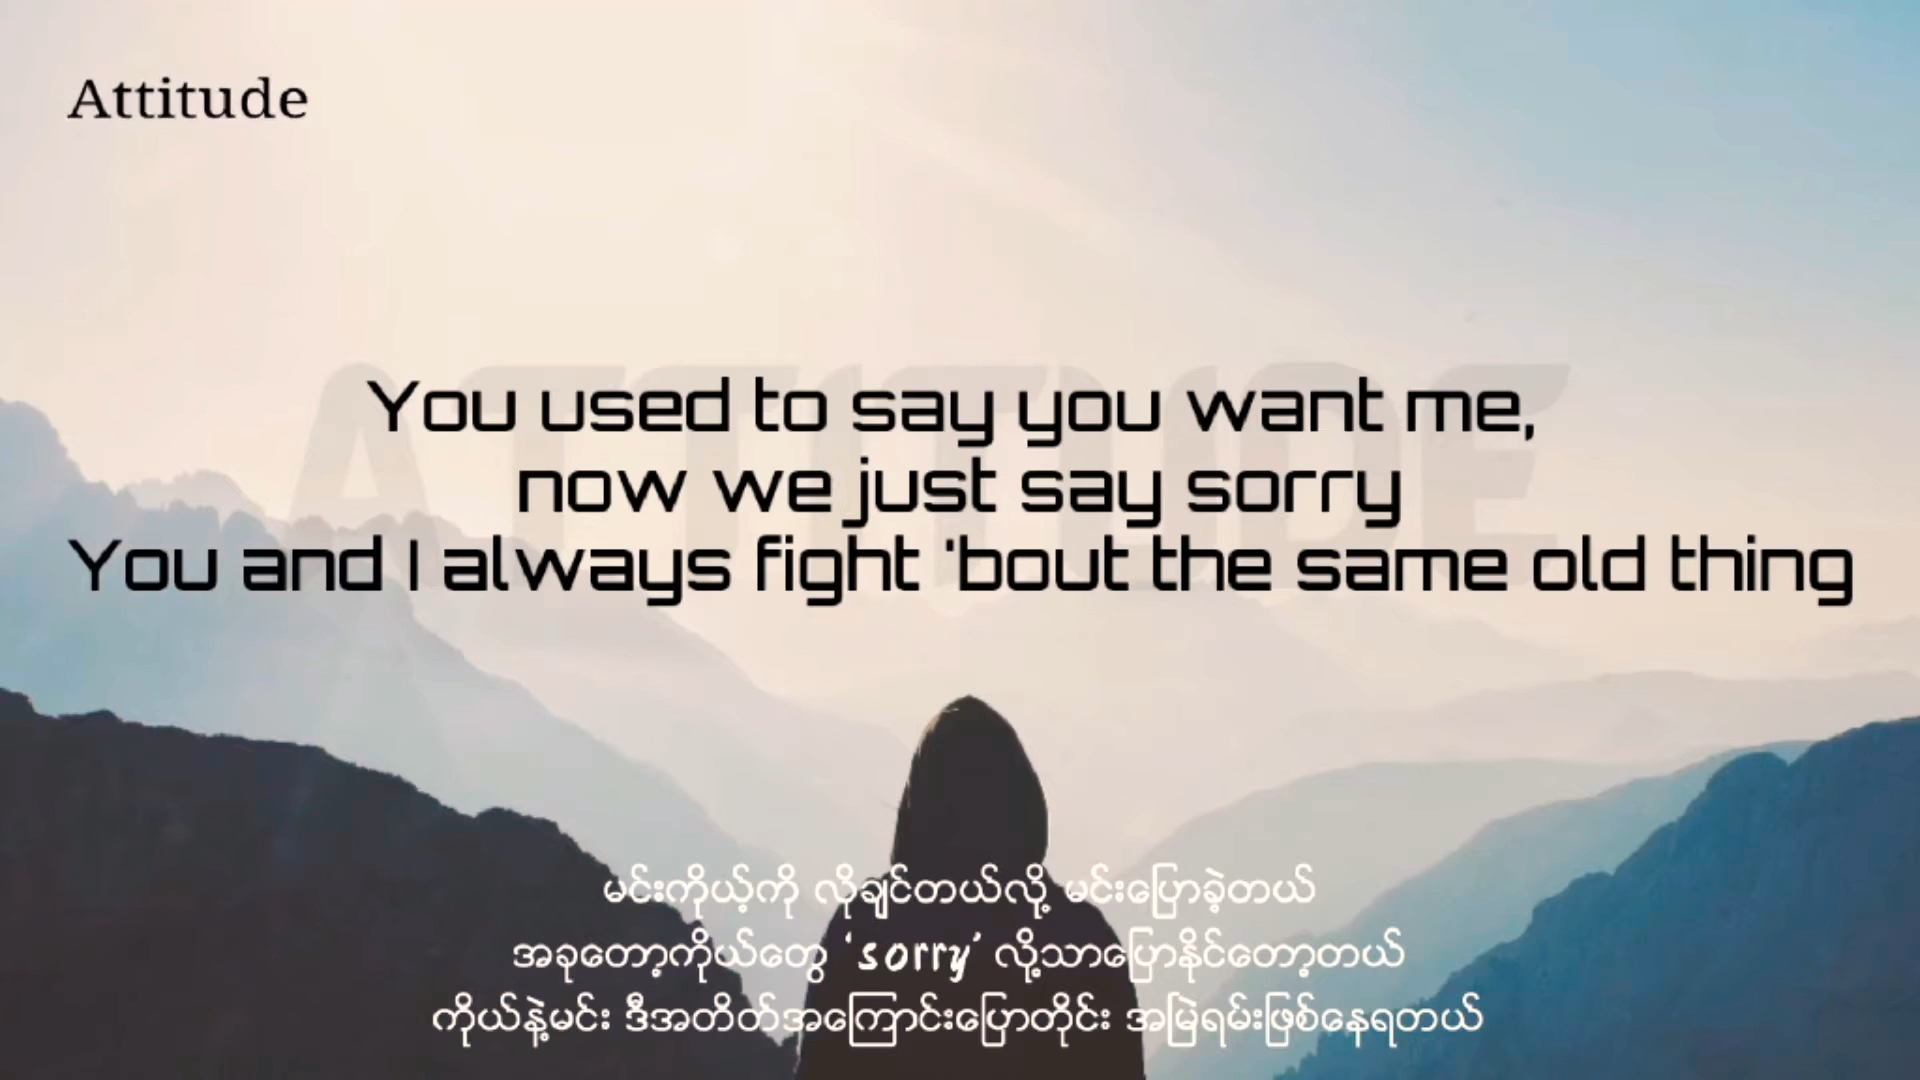 Attitude
ATTITUDE
You used to say you want me,
now we just say sorry
You and I always fight 'bout the same old thing
မင်းကိုယ့်ကို လိုချင်တယ်လို့ မင်းပြောခဲ့တယ်
အခုတော့ကိုယ်တွေ 'sorry' လို့သာပြောနိုင်တော့တယ်
ကိုယ်နဲ့မင်း ဒီအတိတ်အကြောင်းပြောတိုင်း အမြဲရမ်းဖြစ်နေရတယ်